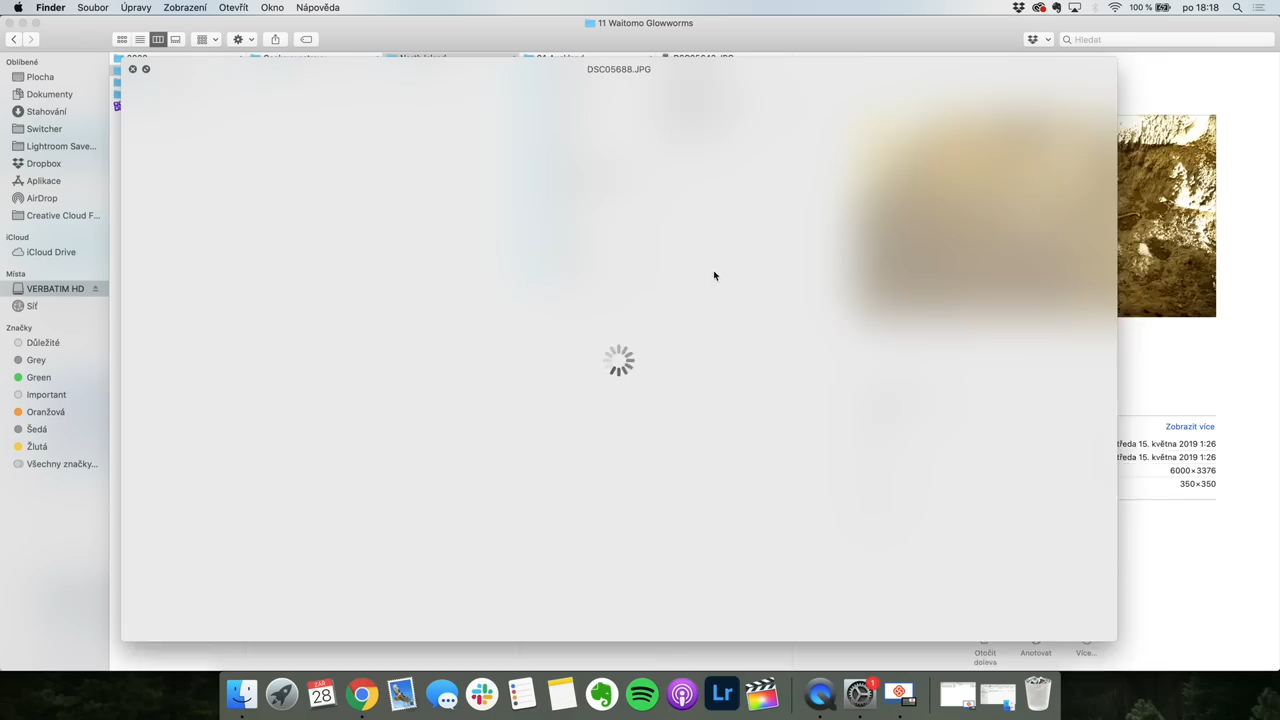 Finder Soubor Úpravy Zobrazení Otevřít Okno Nápověda 100 % po 18:18
11 Waitomo Glowworms
Hledat
Oblíbené
Plocha
Dokumenty
Stahování
Switcher
Lightroom Save...
Dropbox
Aplikace
AirDrop
Creative Cloud F...
iCloud
iCloud Drive
Místa
VERBATIM HD
Síť
Značky
Důležité
Grey
Green
Important
Oranžová
Šedá
Žlutá
Všechny značky...
DSC05688.JPG
Zobrazit více
středa 15. května 2019 1:26
středa 15. května 2019 1:26
6000×3376
350×350
Otočit doleva
Anotovat
Více...
ZÁŘ
28
Lr
1